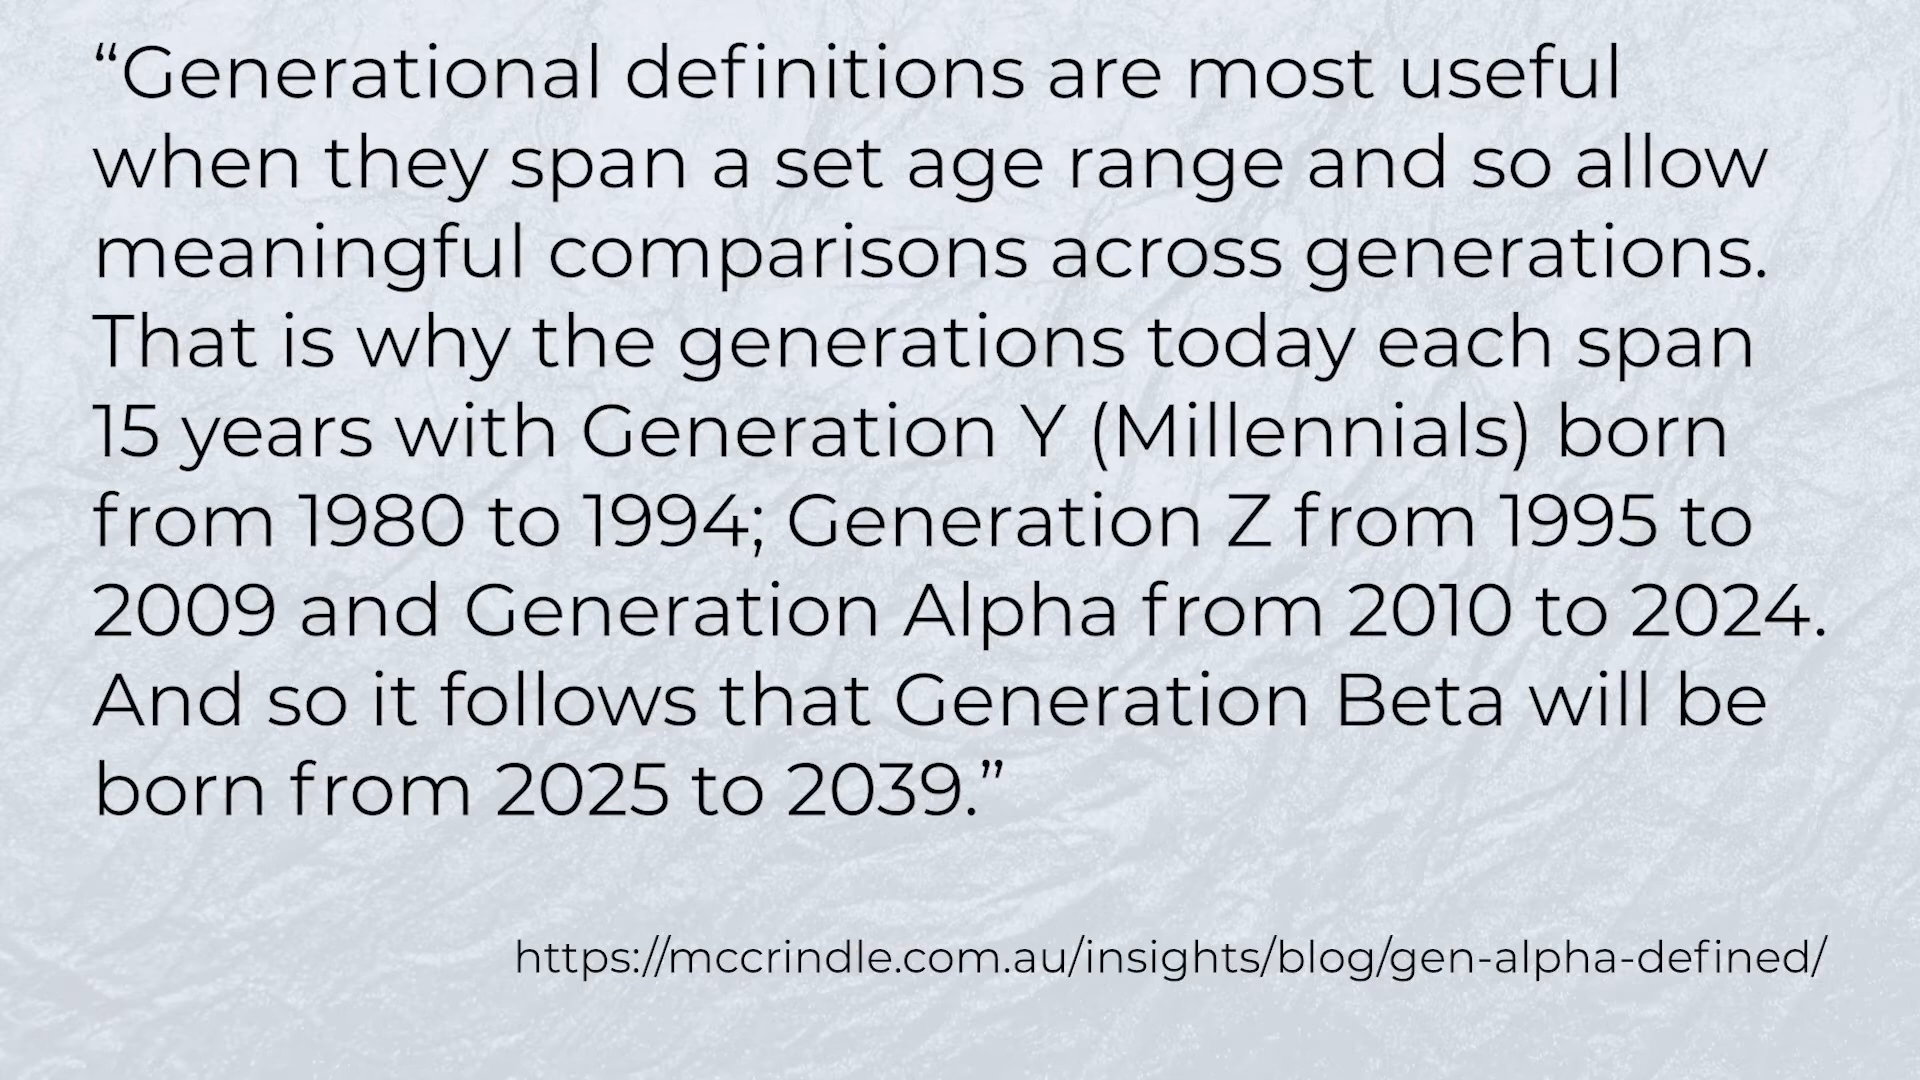 “Generational definitions are most useful
when they span a set age range and so allow
meaningful comparisons across generations.
That is why the generations today each span
15 years with Generation Y (Millennials) born
from 1980 to 1994; Generation Z from 1995 to
2009 and Generation Alpha from 2010 to 2024.
And so it follows that Generation Beta will be
born from 2025 to 2039.”
https://mccrindle.com.au/insights/blog/gen-alpha-defined/